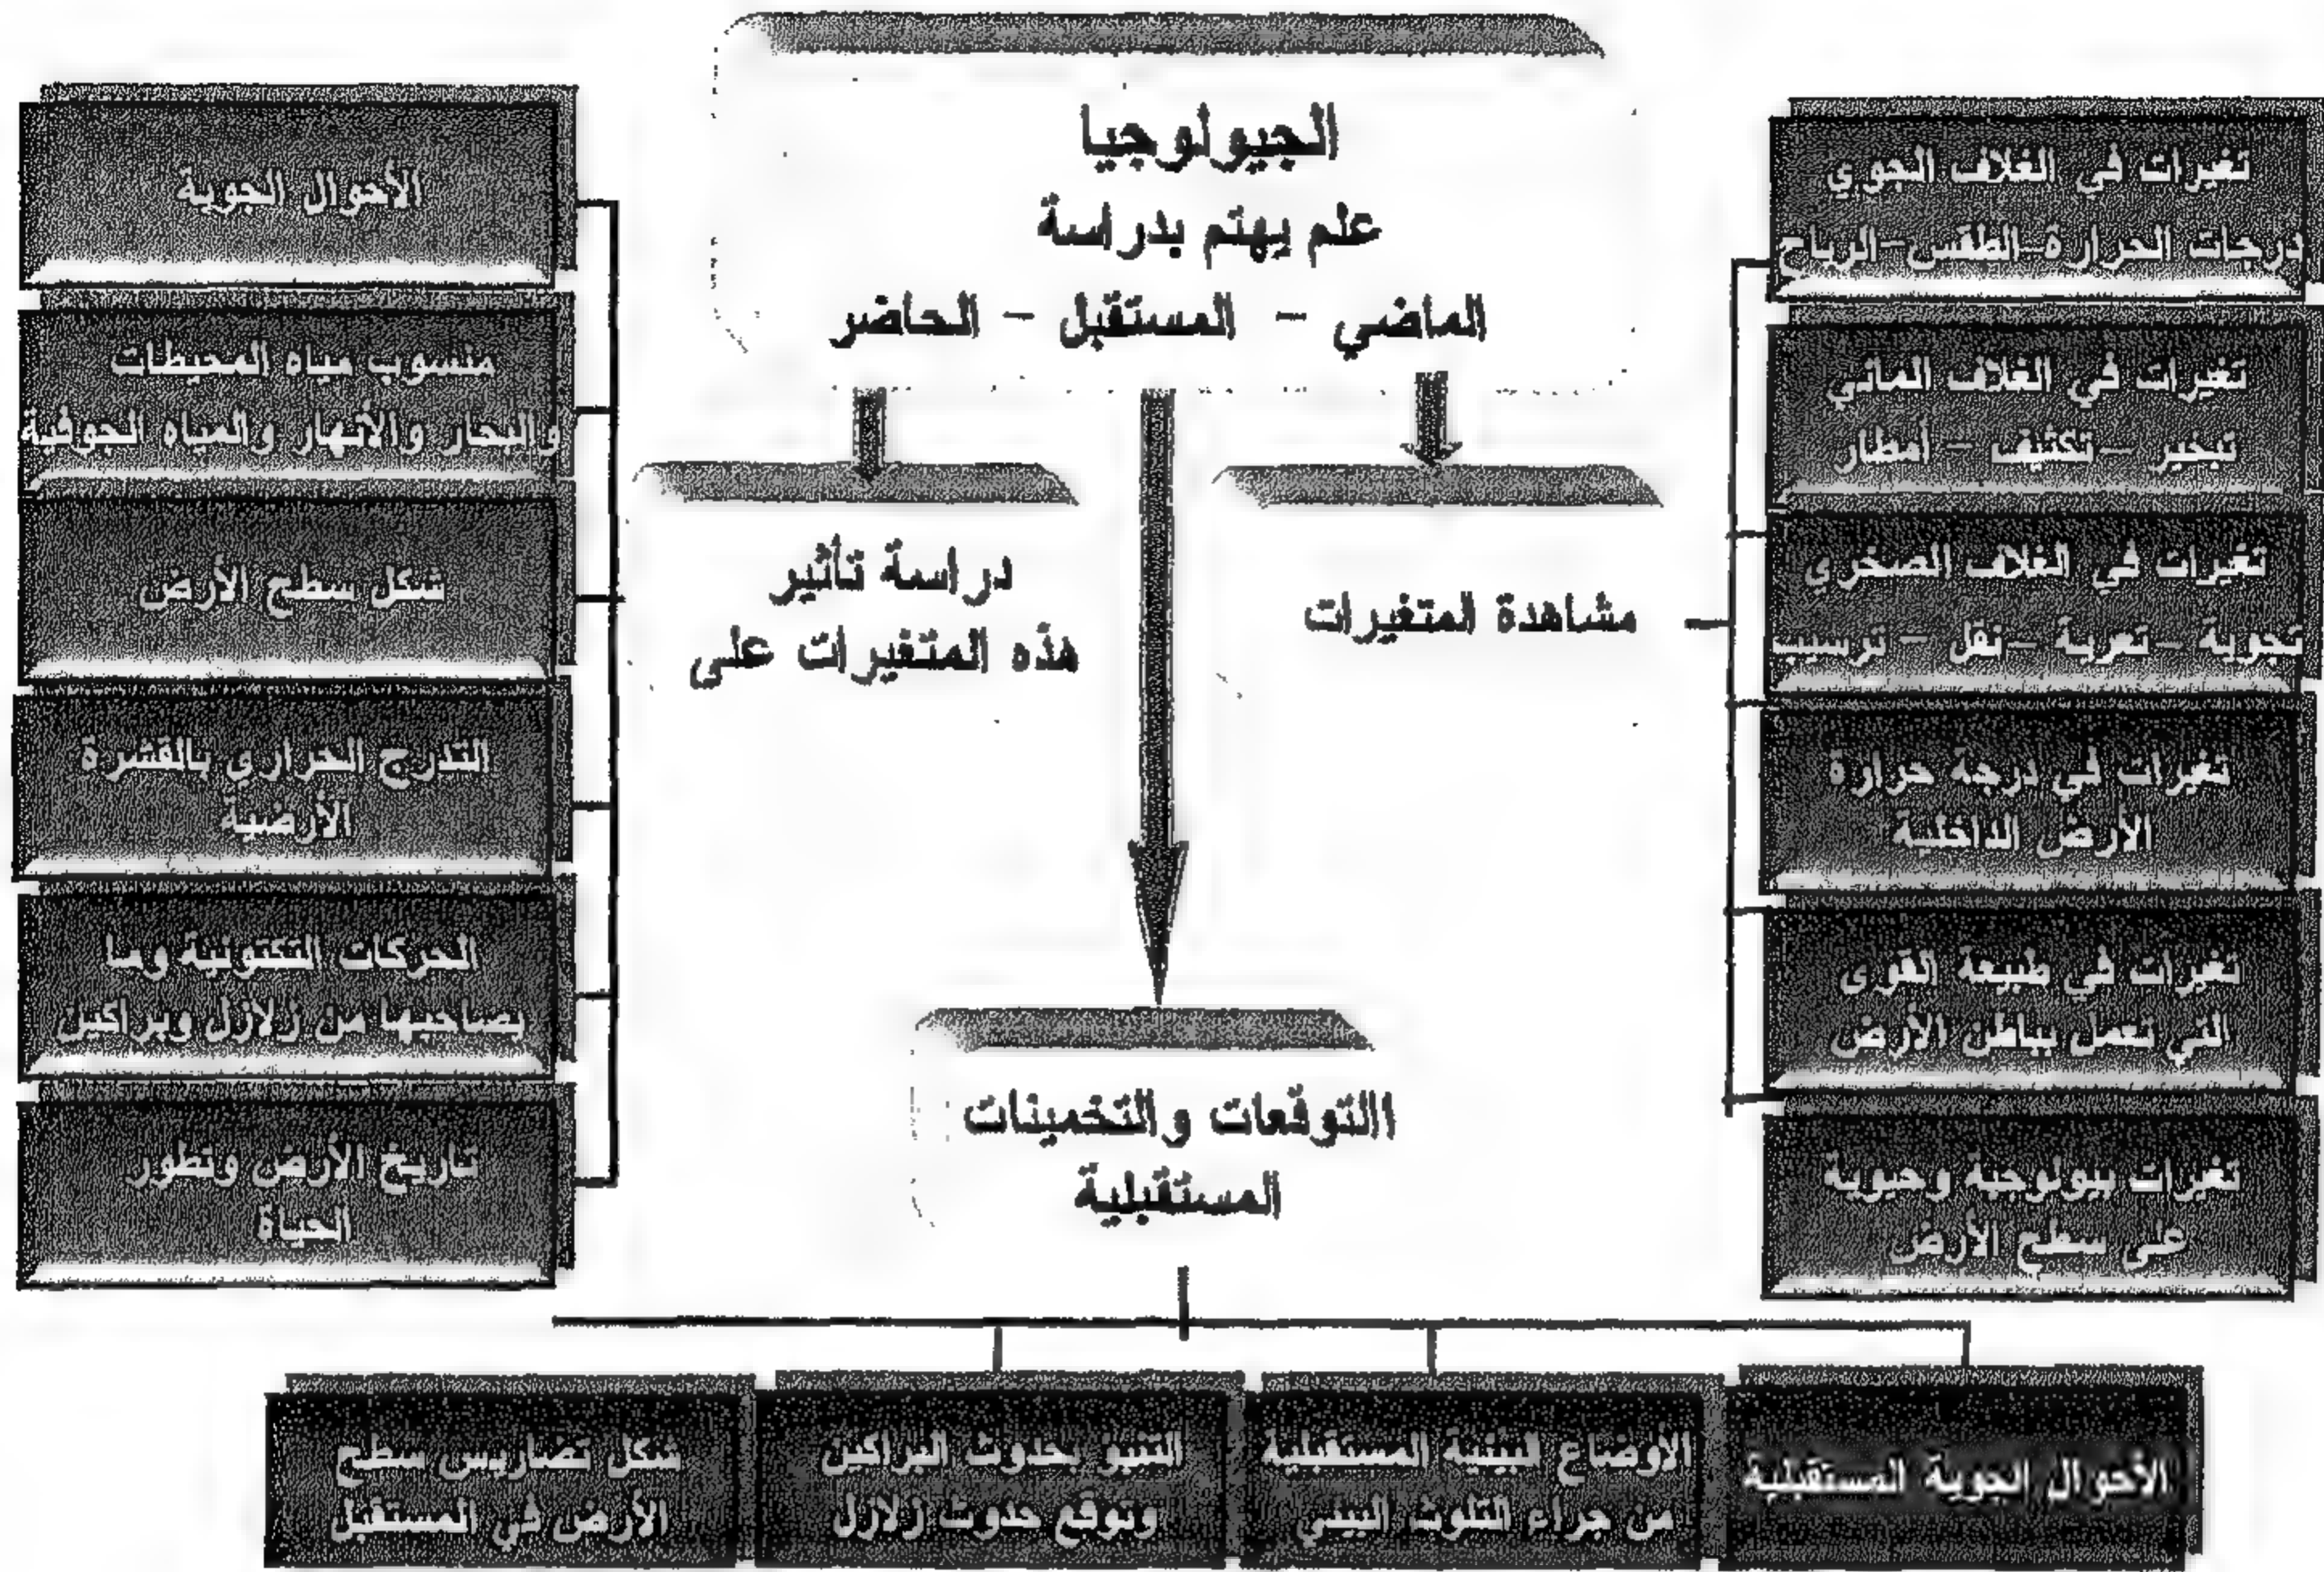 الجيولوجيا
علم يهتم بدراسة
الماضي - المستقبل - الحاضر
مشاهدة المتغيرات
تغيرات في الغلاف الجوي
درجات الحرارة-الطقس-الرياح
تغيرات في الغلاف المائي
تبخير - تكثيف - أمطار
تغيرات في الغلاف الصخري
تجوية - تعرية - نقل - ترسيب
تغيرات في درجة حرارة
الأرض الداخلية
تغيرات في طبيعة القوى
التي تعمل بباطن الأرض
تغيرات بيولوجية وحيوية
على سطح الأرض
دراسة تأثير
هذه المتغيرات على
الأحوال الجوية
منسوب مياه المحيطات
والبحار والأنهار والمياه الجوفية
شكل سطح الأرض
التدرج الحراري بالقشرة
الأرضية
الحركات التكتونية وما
يصاحبها من زلازل وبراكين
تاريخ الأرض وتطور
الحياة
االتوقعات والتخمينات
المستقبلية
الأحوال الجوية المستقبلية
الأوضاع لبيئية المستقبلية
من جراء التلوث البيئي
التنبؤ بحدوث البراكين
وتوقع حدوث زلازل
شكل تضاريس سطح
الأرض في المستقبل